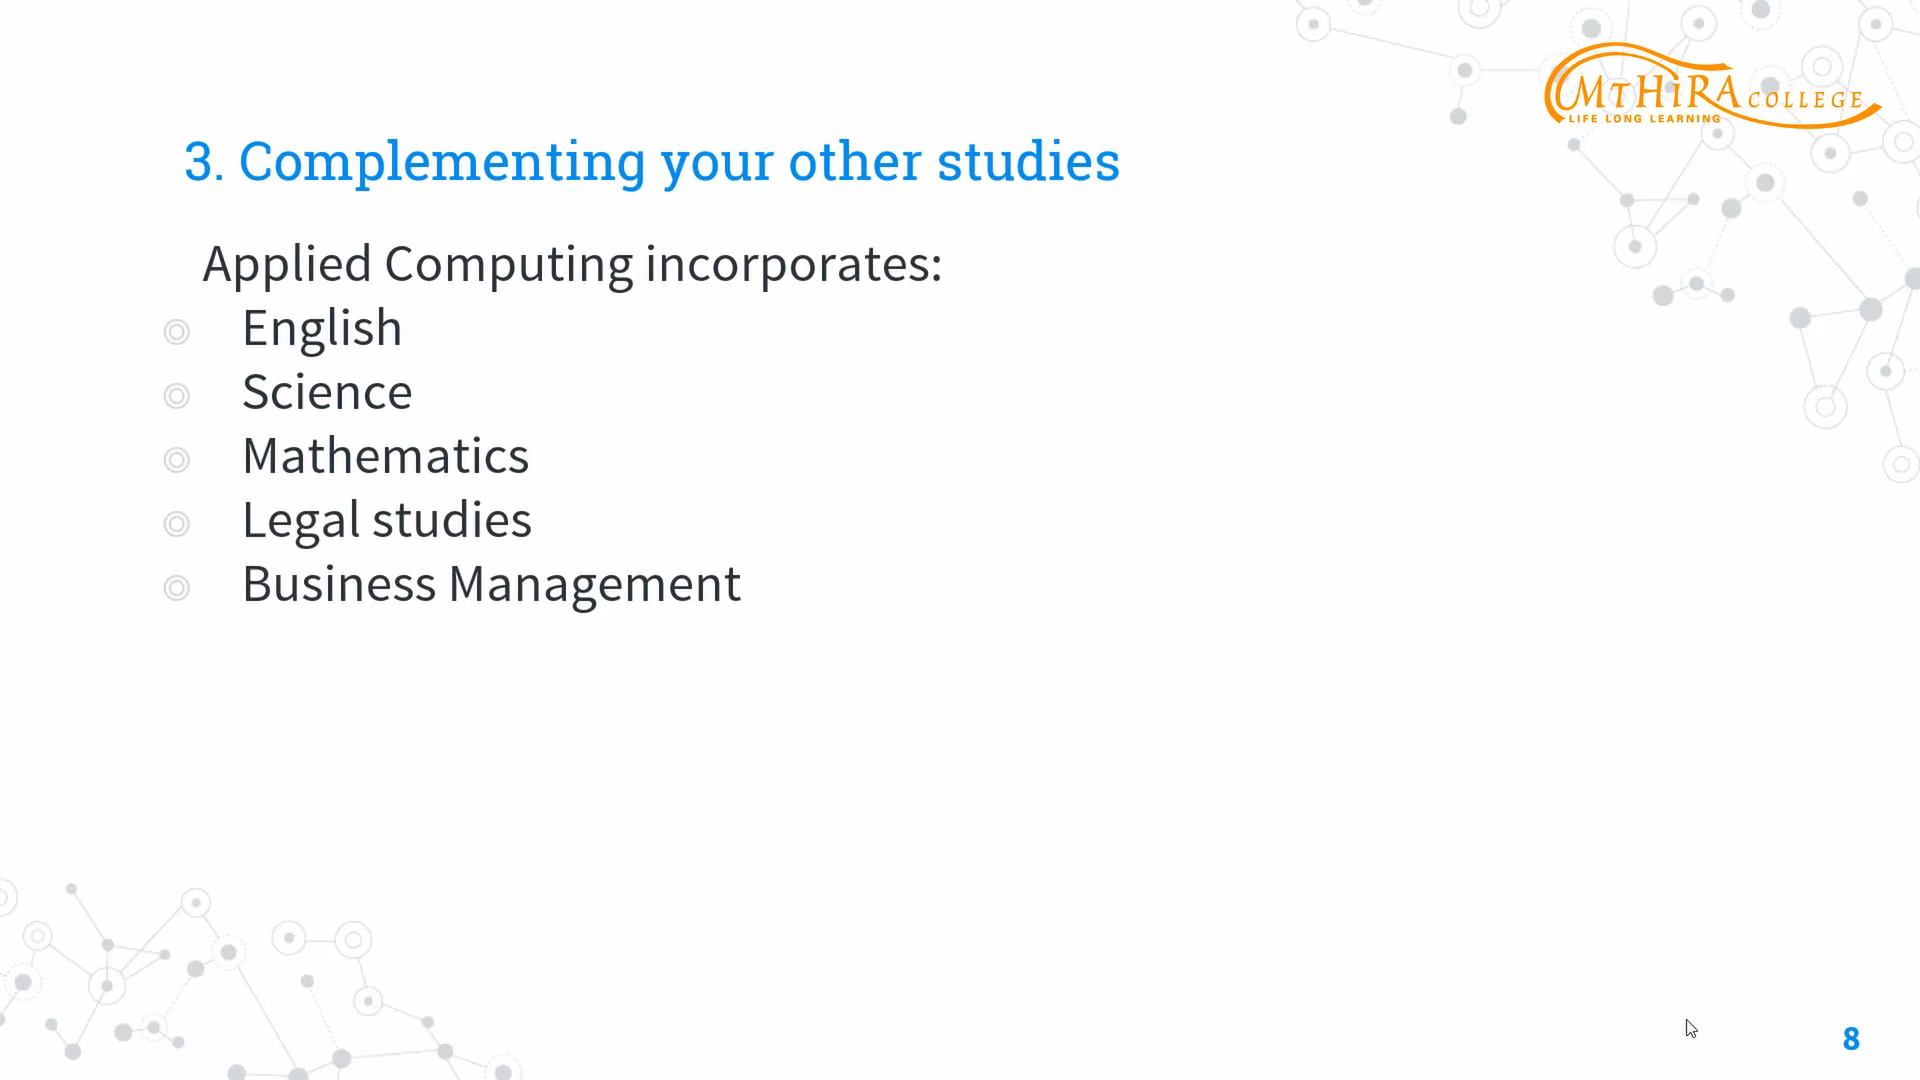 MTHIRA COLLEGE
LIFE LONG LEARNING
3. Complementing your other studies
Applied Computing incorporates:
English
Science
Mathematics
Legal studies
Business Management
8